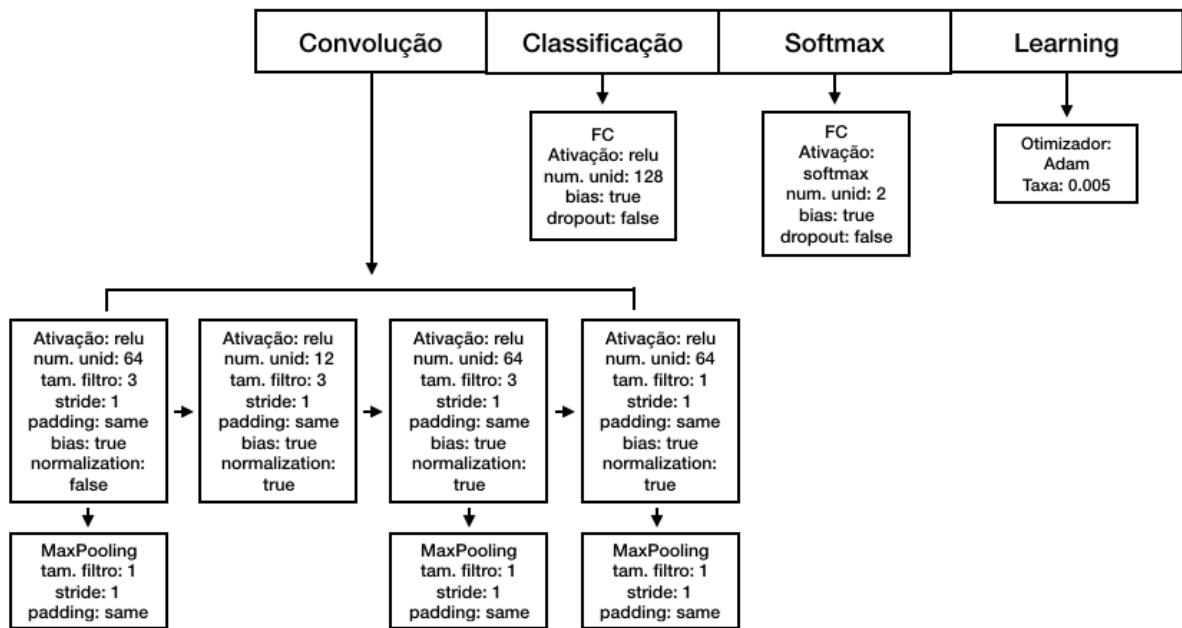 Convolução
Classificação
Softmax
Learning
FC
Ativação: relu
num. unid: 128
bias: true
dropout: false
FC
Ativação:
softmax
num. unid: 2
bias: true
dropout: false
Otimizador:
Adam
Taxa: 0.005
Ativação: relu
num. unid: 64
tam. filtro: 3
stride: 1
padding: same
bias: true
normalization:
false
Ativação: relu
num. unid: 12
tam. filtro: 3
stride: 1
padding: same
bias: true
normalization:
true
Ativação: relu
num. unid: 64
tam. filtro: 3
stride: 1
padding: same
bias: true
normalization:
true
Ativação: relu
num. unid: 64
tam. filtro: 1
stride: 1
padding: same
bias: true
normalization:
true
MaxPooling
tam. filtro: 1
stride: 1
padding: same
MaxPooling
tam. filtro: 1
stride: 1
padding: same
MaxPooling
tam. filtro: 1
stride: 1
padding: same